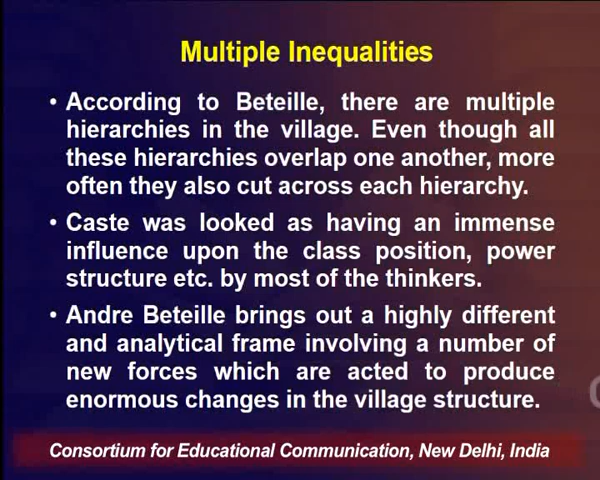 Multiple Inequalities
• According to Beteille, there are multiple
hierarchies in the village. Even though all
these hierarchies overlap one another, more
often they also cut across each hierarchy.
• Caste was looked as having an immense
influence upon the class position, power
structure etc. by most of the thinkers.
• Andre Beteille brings out a highly different
and analytical frame involving a number of
new forces which are acted to produce
enormous changes in the village structure.
Consortium for Educational Communication, New Delhi, India